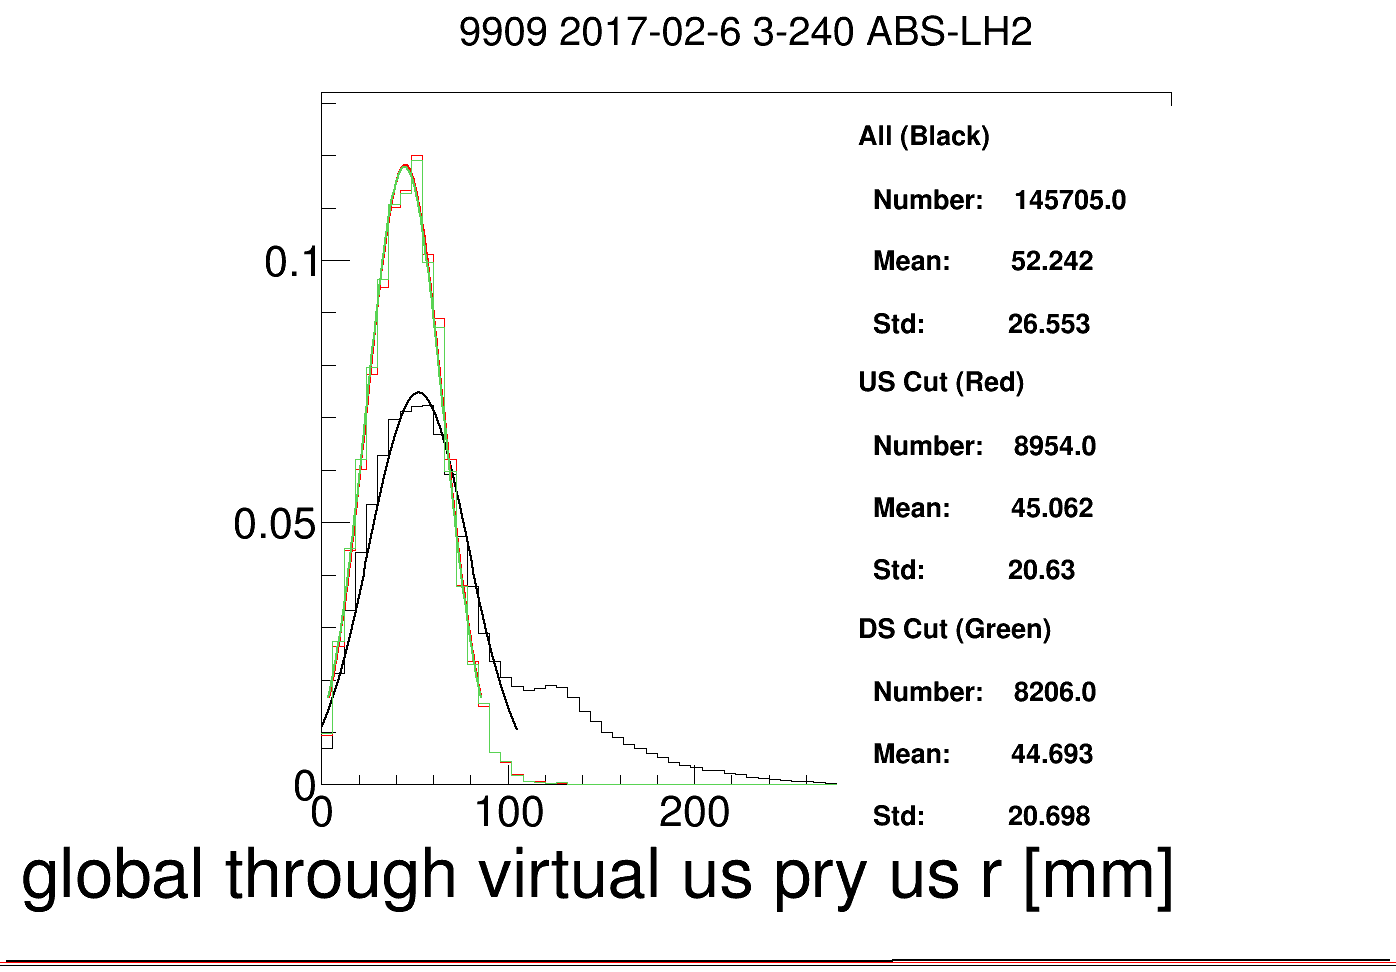 9909 2017-02-6 3-240 ABS-LH2
All (Black)
Number: 145705.0
Mean: 52.242
Std: 26.553
US Cut (Red)
Number: 8954.0
Mean: 45.062
Std: 20.63
DS Cut (Green)
Number: 8206.0
Mean: 44.693
Std: 20.698
0.1
0.05
0
0 100 200
global through virtual us pry us r [mm]